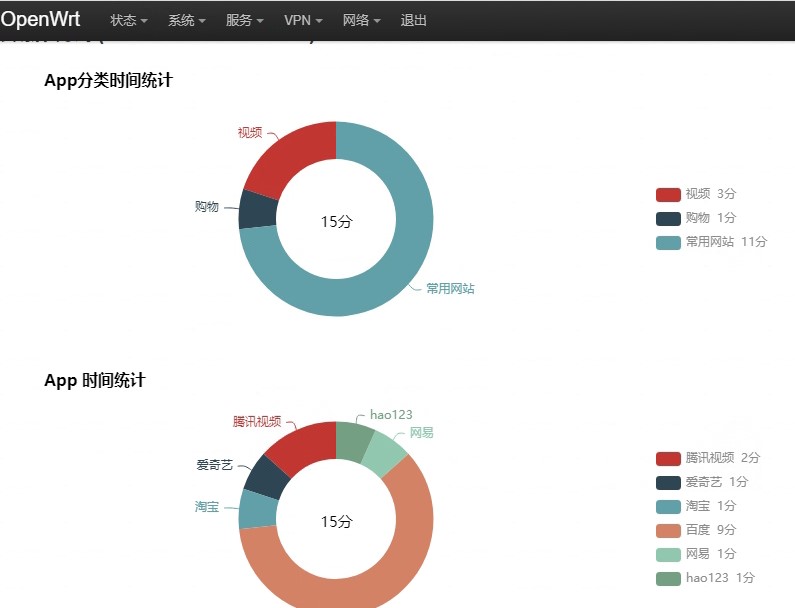 OpenWrt 状态 系统 服务 VPN 网络 退出
App分类时间统计
视频
购物
15分
常用网站
视频 3分
购物 1分
常用网站 11分
App 时间统计
hao123
腾讯视频
网易
爱奇艺
淘宝
15分
腾讯视频 2分
爱奇艺 1分
淘宝 1分
百度 9分
网易 1分
hao123 1分